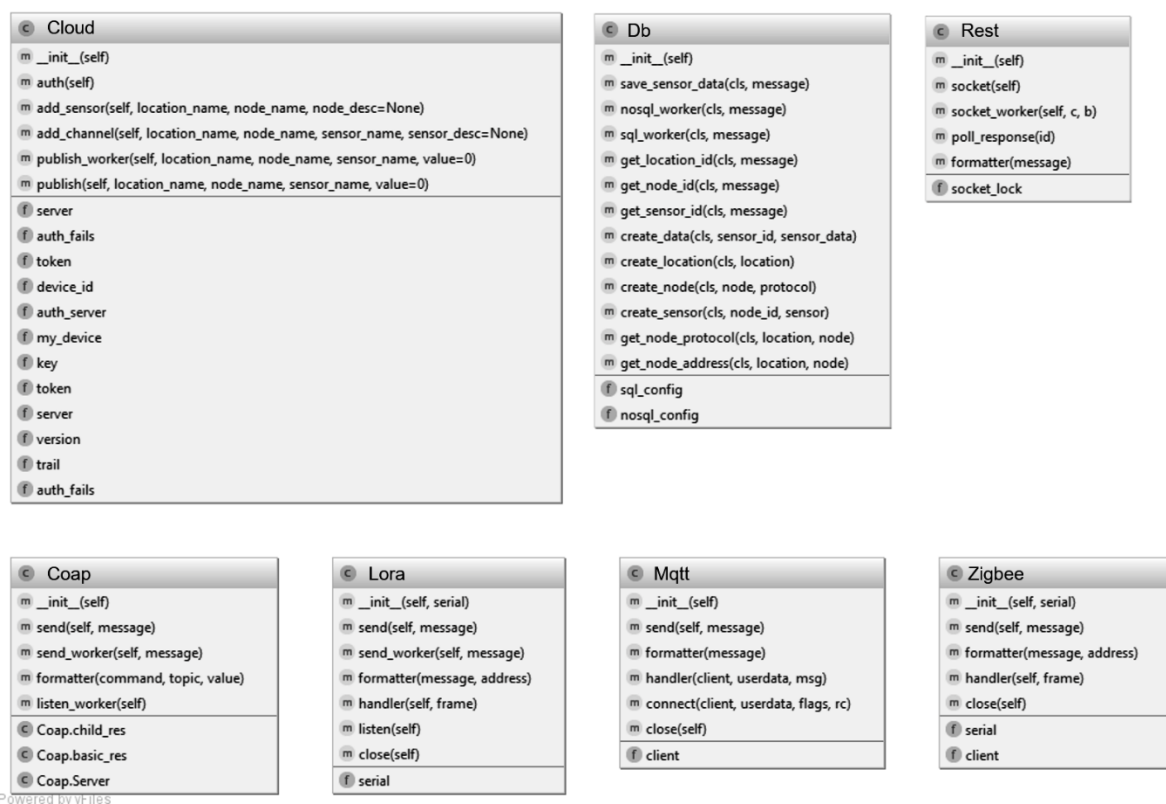 Cloud
__init__(self)
auth(self)
add_sensor(self, location_name, node_name, node_desc=None)
add_channel(self, location_name, node_name, sensor_name, sensor_desc=None)
publish_worker(self, location_name, node_name, sensor_name, value=0)
publish(self, location_name, node_name, sensor_name, value=0)
server
auth_fails
token
device_id
auth_server
my_device
key
token
server
version
trail
auth_fails
Db
__init__(self)
save_sensor_data(cls, message)
nosql_worker(cls, message)
sql_worker(cls, message)
get_location_id(cls, message)
get_node_id(cls, message)
get_sensor_id(cls, message)
create_data(cls, sensor_id, sensor_data)
create_location(cls, location)
create_node(cls, node, protocol)
create_sensor(cls, node_id, sensor)
get_node_protocol(cls, location, node)
get_node_address(cls, location, node)
sql_config
nosql_config
Rest
__init__(self)
socket(self)
socket_worker(self, c, b)
poll_response(id)
formatter(message)
socket_lock
Coap
__init__(self)
send(self, message)
send_worker(self, message)
formatter(command, topic, value)
listen_worker(self)
Coap.child_res
Coap.basic_res
Coap.Server
Lora
__init__(self, serial)
send(self, message)
send_worker(self, message)
formatter(message, address)
handler(self, frame)
listen(self)
close(self)
serial
Mqtt
__init__(self)
send(self, message)
formatter(message)
handler(client, userdata, msg)
connect(client, userdata, flags, rc)
close(self)
client
Zigbee
__init__(self, serial)
send(self, message)
formatter(message, address)
handler(self, frame)
close(self)
serial
client
Powered by yFiles